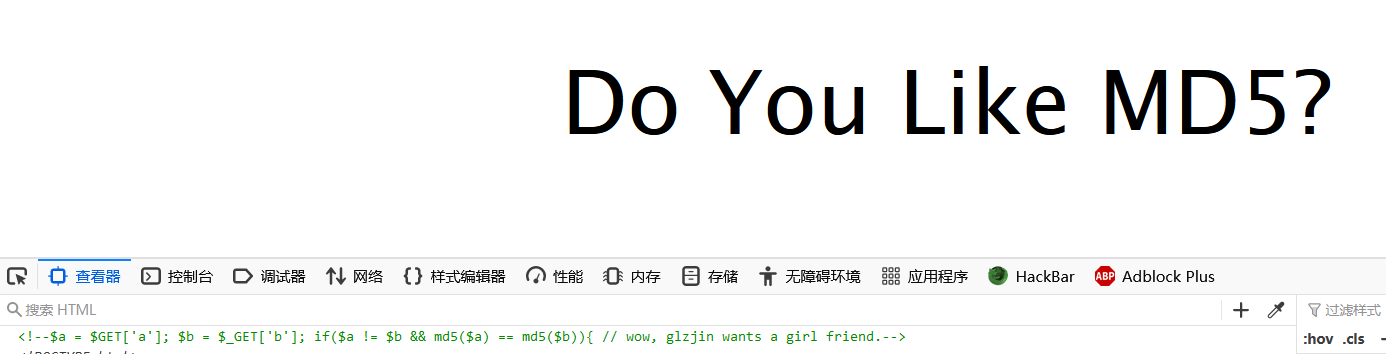 Do You Like MD5?
查看器 控制台 调试器 网络 样式编辑器 性能 内存 存储 无障碍环境 应用程序 HackBar ABP Adblock Plus
搜索 HTML 过滤样式
<!--$a = $GET['a']; $b = $_GET['b']; if($a != $b && md5($a) == md5($b)){ // wow, glzjin wants a girl friend.--> :hov .cls